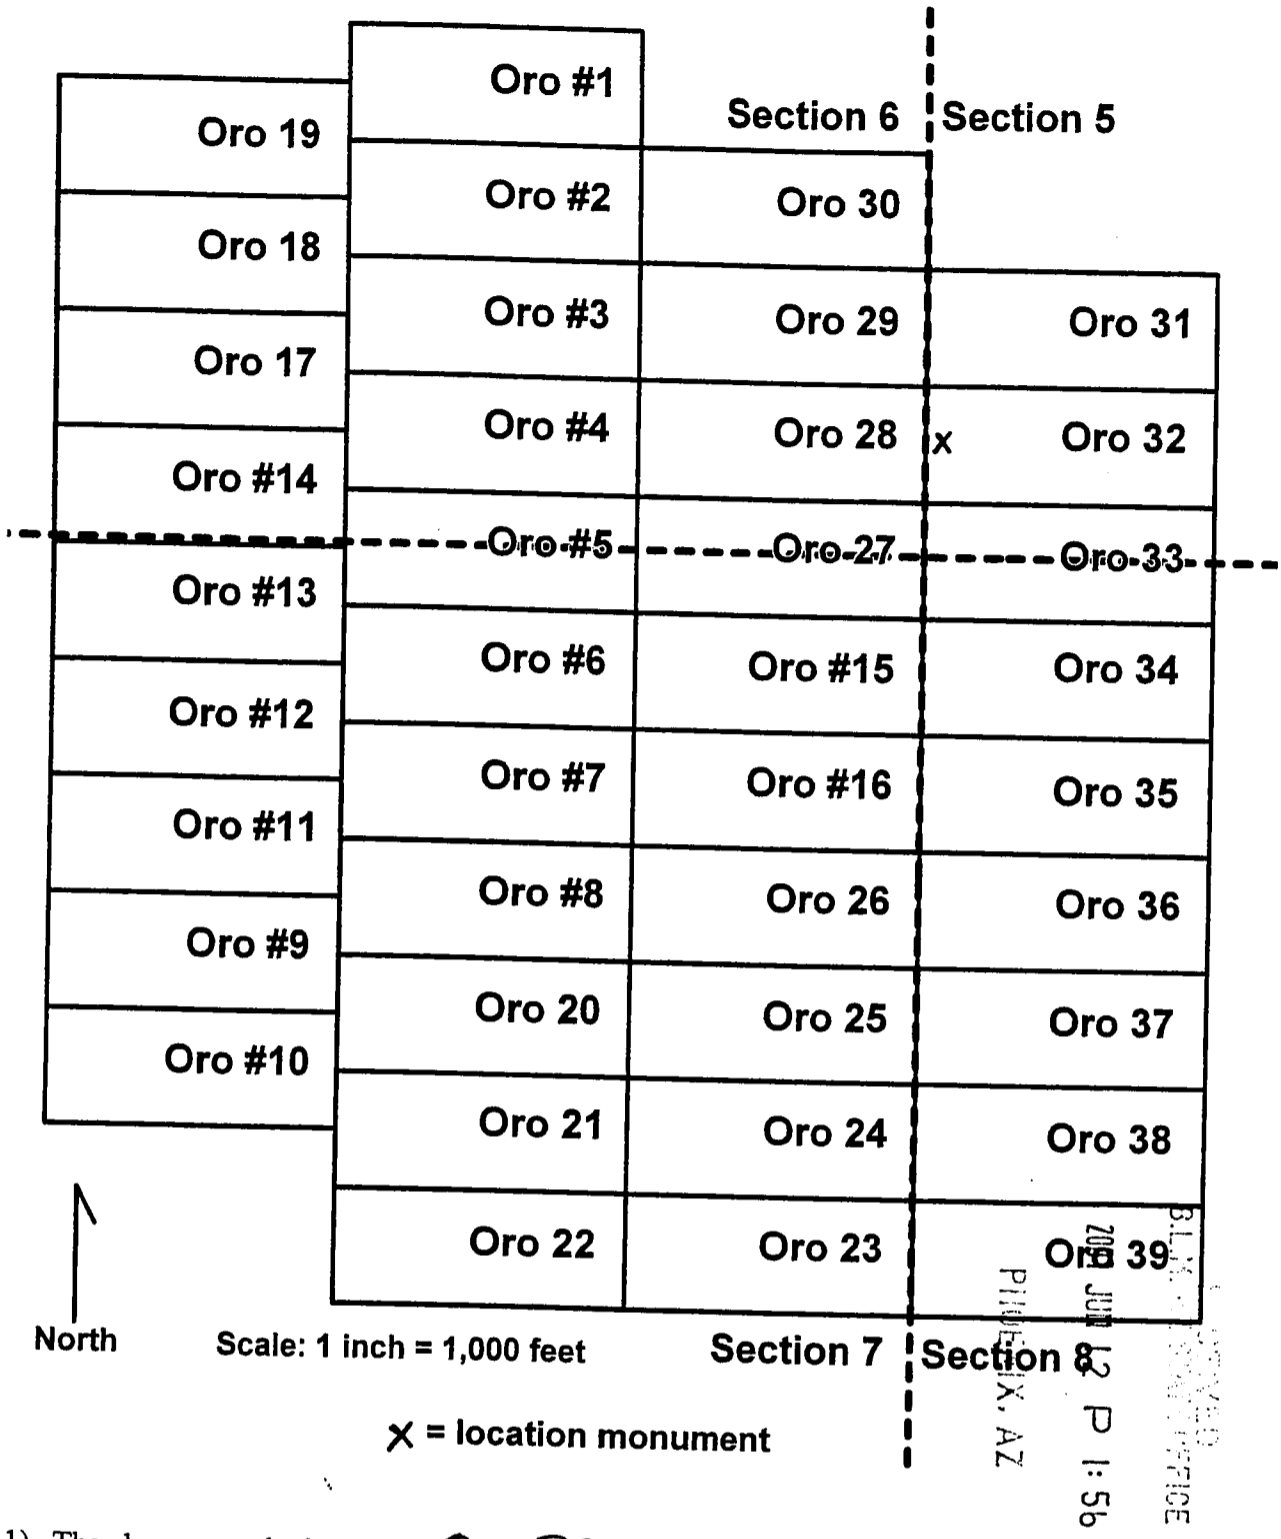 Oro #1
Section 6 Section 5
Oro 19
Oro #2
Oro 30
Oro 18
Oro #3
Oro 29
Oro 31
Oro 17
Oro #4
Oro 28
x
Oro 32
Oro #14
Oro #5
Oro 27
Oro 33
Oro #13
Oro #6
Oro #15
Oro 34
Oro #12
Oro #7
Oro #16
Oro 35
Oro #11
Oro #8
Oro 26
Oro 36
Oro #9
Oro 20
Oro 25
Oro 37
Oro #10
Oro 21
Oro 24
Oro 38
Oro 22
Oro 23
Oro 39
North
Scale: 1 inch = 1,000 feet
Section 7 Section 8
x = location monument
B.L.M. OFFICE
JUN 12 P 1:56
PHOENIX, AZ
1) The